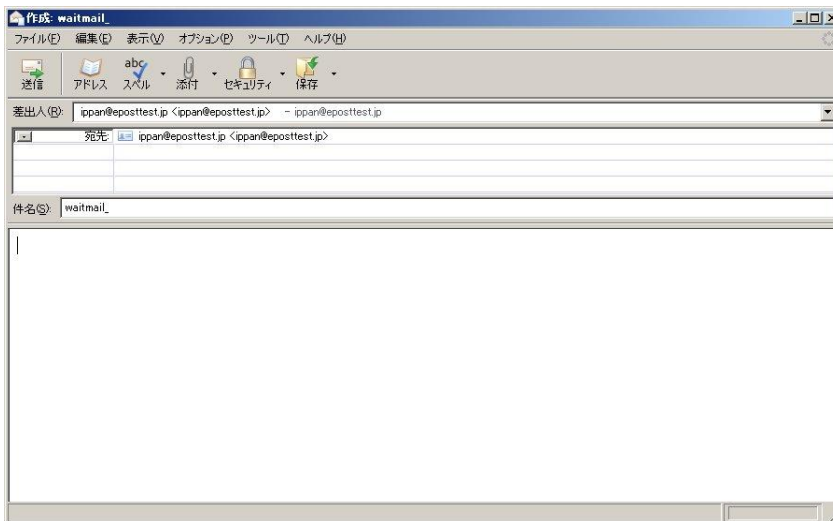 作成: waitmail_
ファイル(F) 編集(E) 表示(V) オプション(P) ツール(T) ヘルプ(H)
送信 アドレス abc スペル 添付 セキュリティ 保存
差出人(R): ippan@eposttest.jp <ippan@eposttest.jp> - ippan@eposttest.jp
宛先: ippan@eposttest.jp <ippan@eposttest.jp>
件名(S): waitmail_